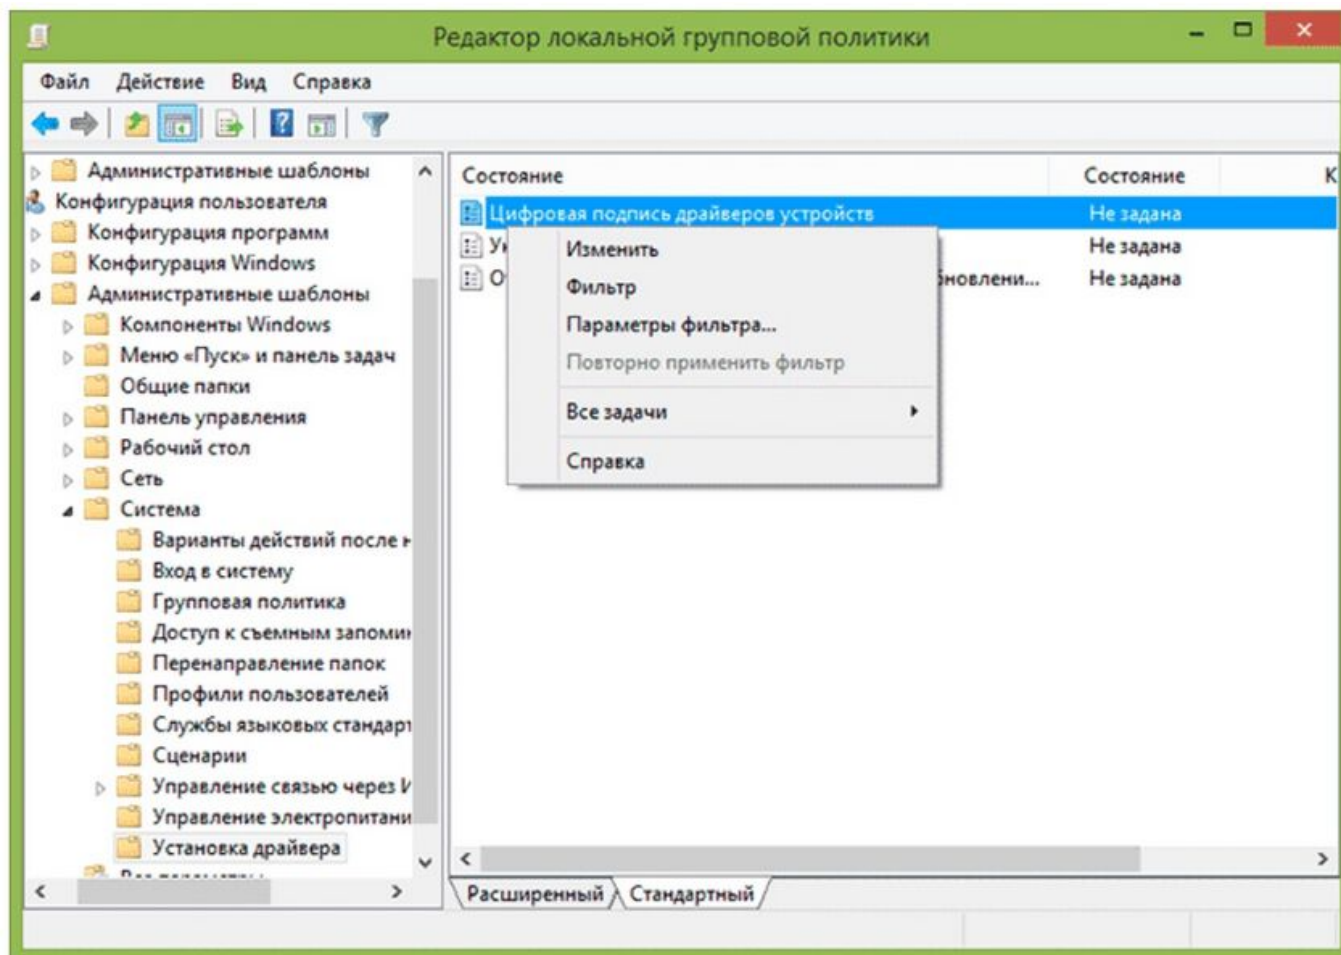 Редактор локальной групповой политики
Файл Действие Вид Справка
Административные шаблоны
Конфигурация пользователя
Конфигурация программ
Конфигурация Windows
Административные шаблоны
Компоненты Windows
Меню «Пуск» и панель задач
Общие папки
Панель управления
Рабочий стол
Сеть
Система
Варианты действий после н
Вход в систему
Групповая политика
Доступ к съемным запомин
Перенаправление папок
Профили пользователей
Службы языковых стандарт
Сценарии
Управление связью через И
Управление электропитани
Установка драйвера
Состояние Состояние К
Цифровая подпись драйверов устройств Не задана
Не задана
бновлени... Не задана
Изменить
Фильтр
Параметры фильтра...
Повторно применить фильтр
Все задачи
Справка
Расширенный Стандартный